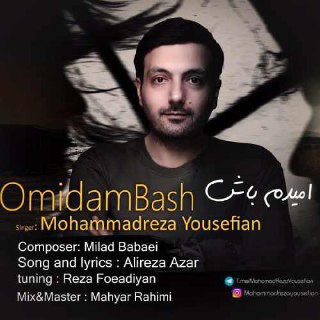 OmidamBash امیدم باش
Singer: Mohammadreza Yousefian
Composer: Milad Babaei
Song and lyrics : Alireza Azar
tuning : Reza Foeadiyan
Mix&Master : Mahyar Rahimi